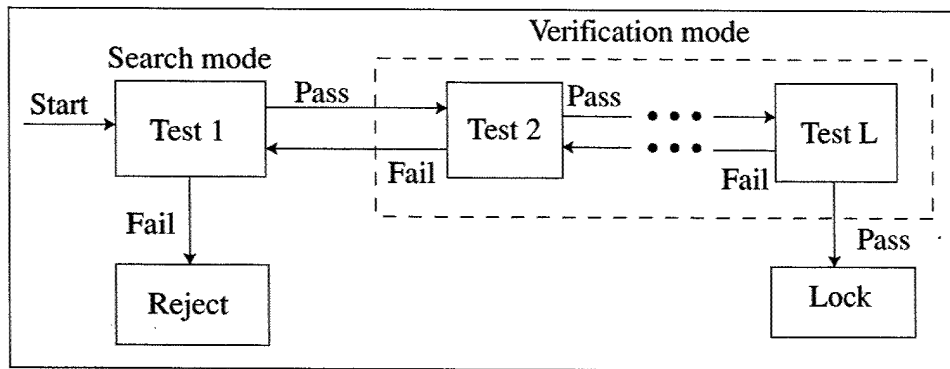 Verification mode
Search mode
Start
Test 1
Pass
Fail
Test 2
Pass
Fail
Test L
Fail
Reject
Pass
Lock